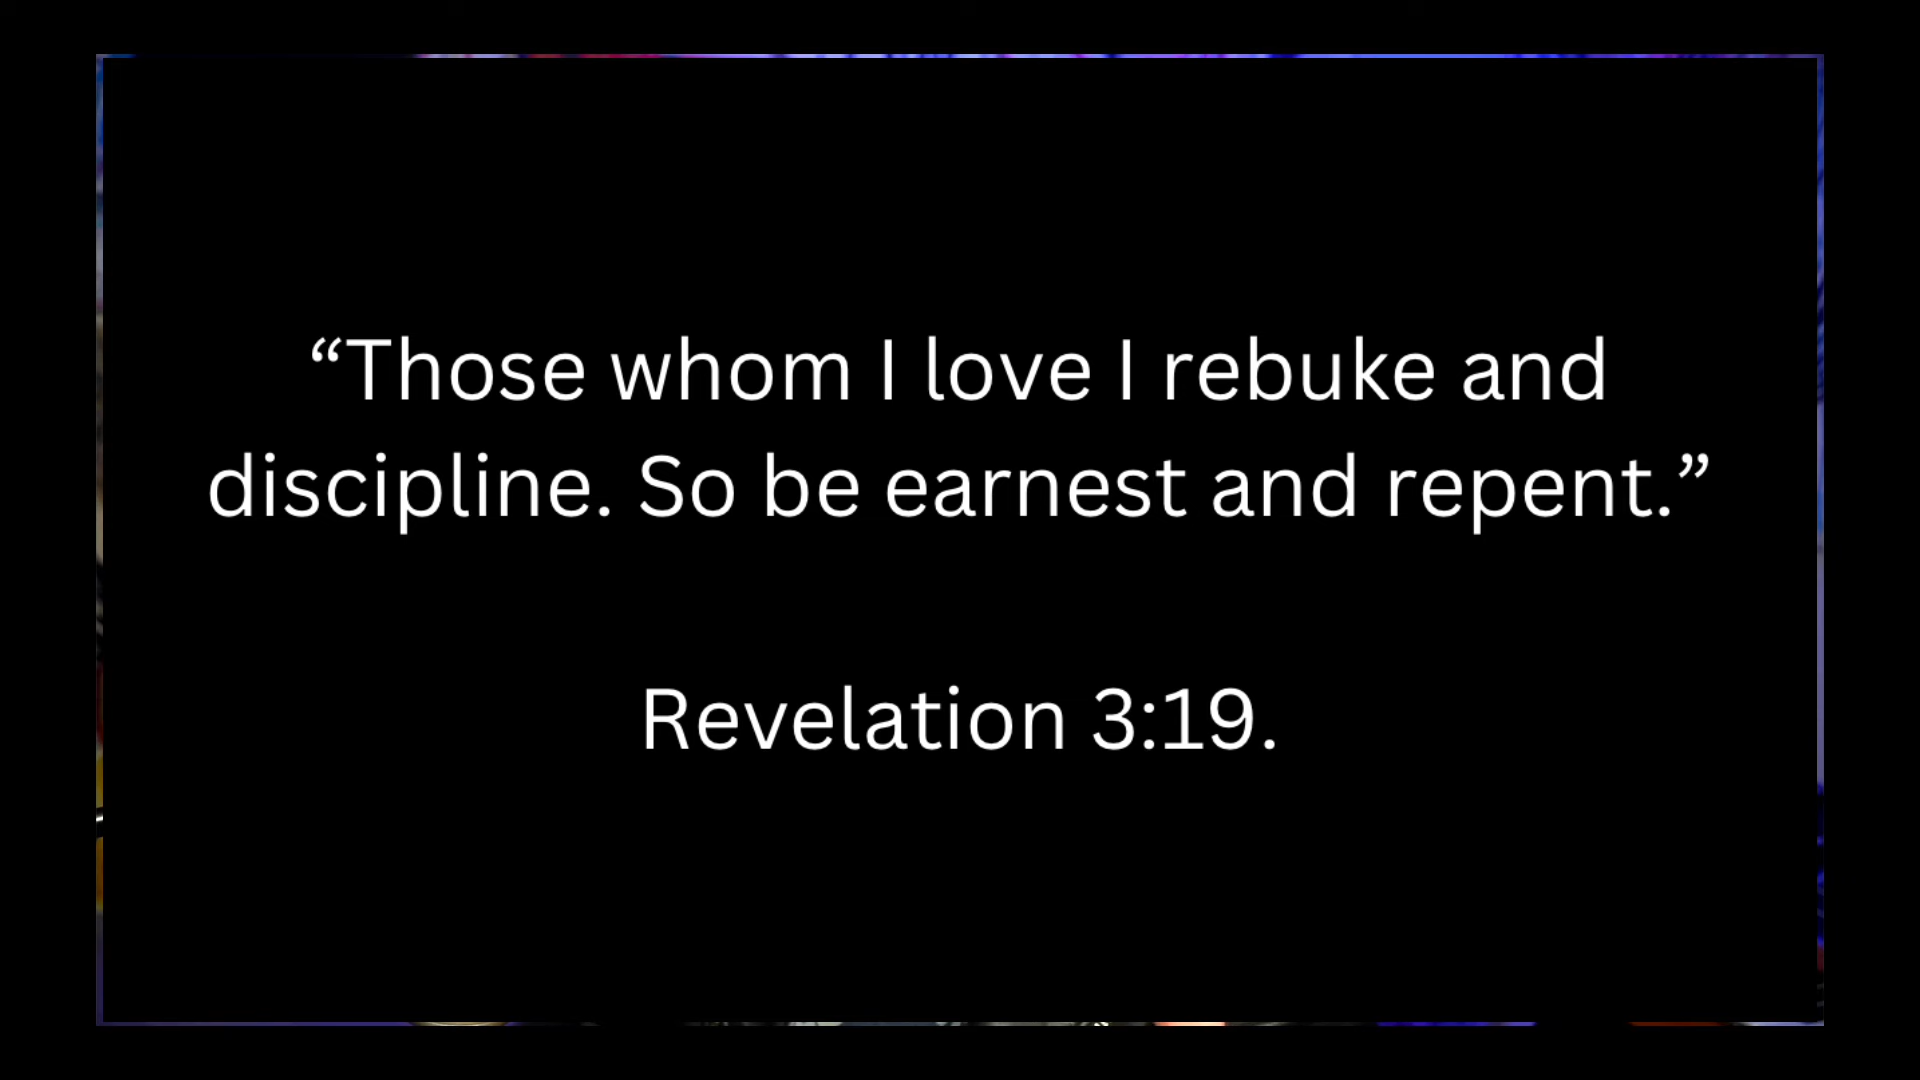 “Those whom I love I rebuke and
discipline. So be earnest and repent.”
Revelation 3:19.